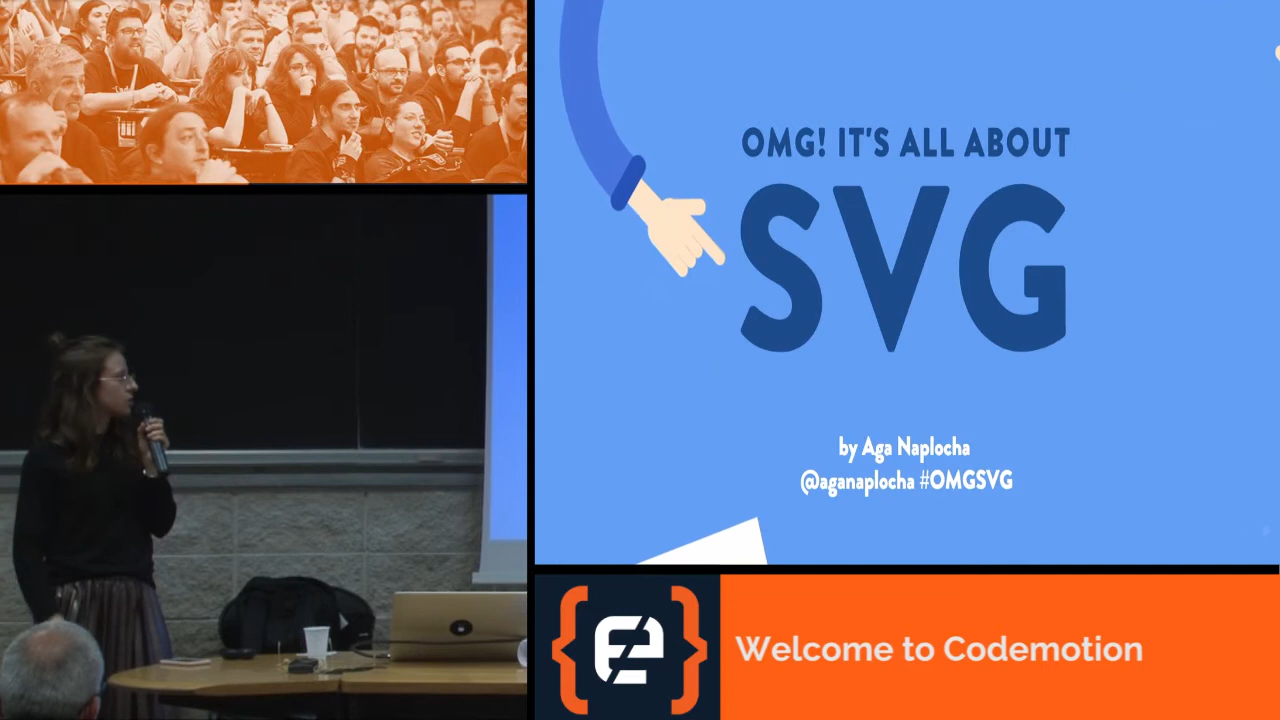 OMG! IT'S ALL ABOUT
SVG
by Aga Naplocha
@aganaplocha #OMGSVG
Welcome to Codemotion